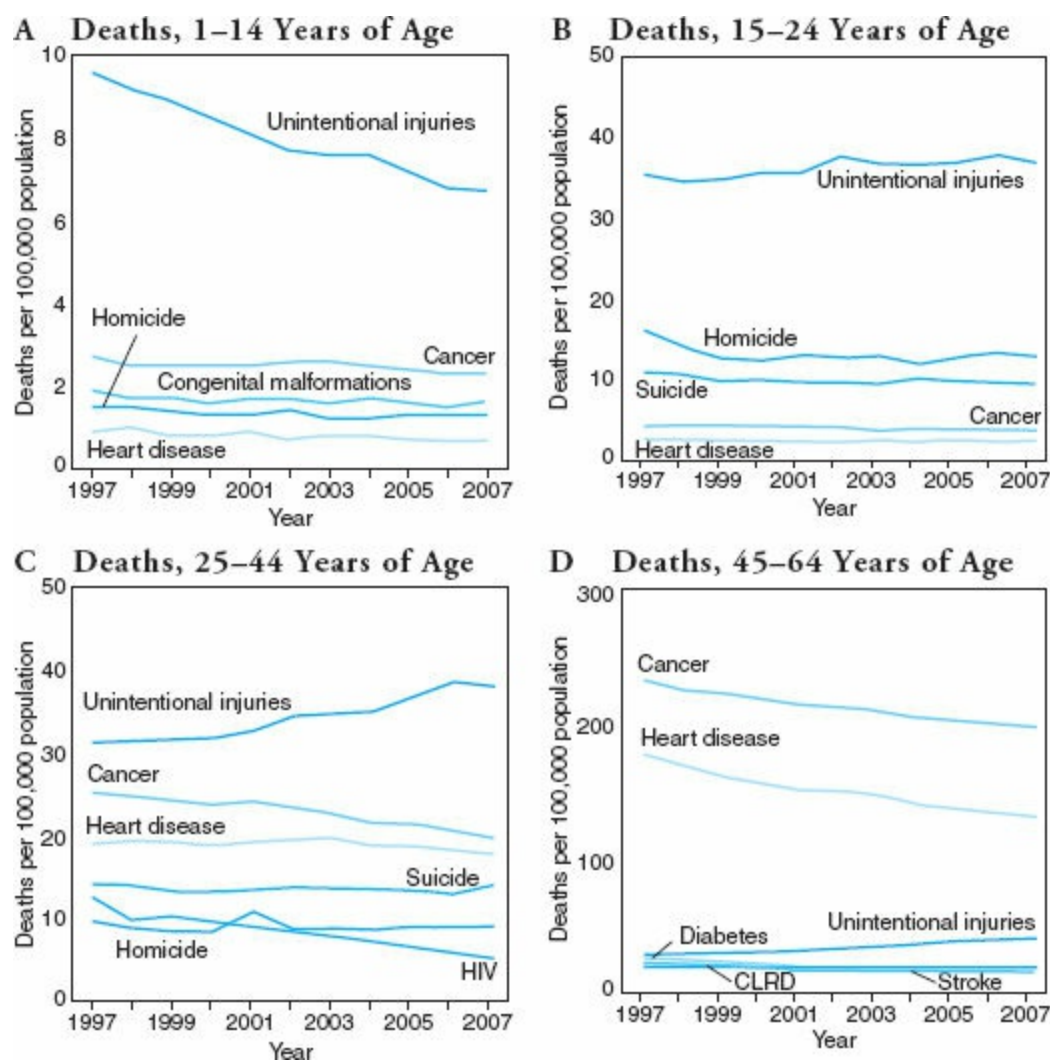 A Deaths, 1–14 Years of Age
Deaths per 100,000 population
10
8
6
4
2
0
Unintentional injuries
Homicide
Cancer
Congenital malformations
Heart disease
1997 1999 2001 2003 2005 2007
Year
B Deaths, 15–24 Years of Age
Deaths per 100,000 population
50
40
30
20
10
0
Unintentional injuries
Homicide
Suicide
Cancer
Heart disease
1997 1999 2001 2003 2005 2007
Year
C Deaths, 25–44 Years of Age
Deaths per 100,000 population
50
40
30
20
10
0
Unintentional injuries
Cancer
Heart disease
Suicide
Homicide
HIV
1997 1999 2001 2003 2005 2007
Year
D Deaths, 45–64 Years of Age
Deaths per 100,000 population
300
200
100
0
Cancer
Heart disease
Unintentional injuries
Diabetes
CLRD
Stroke
1997 1999 2001 2003 2005 2007
Year